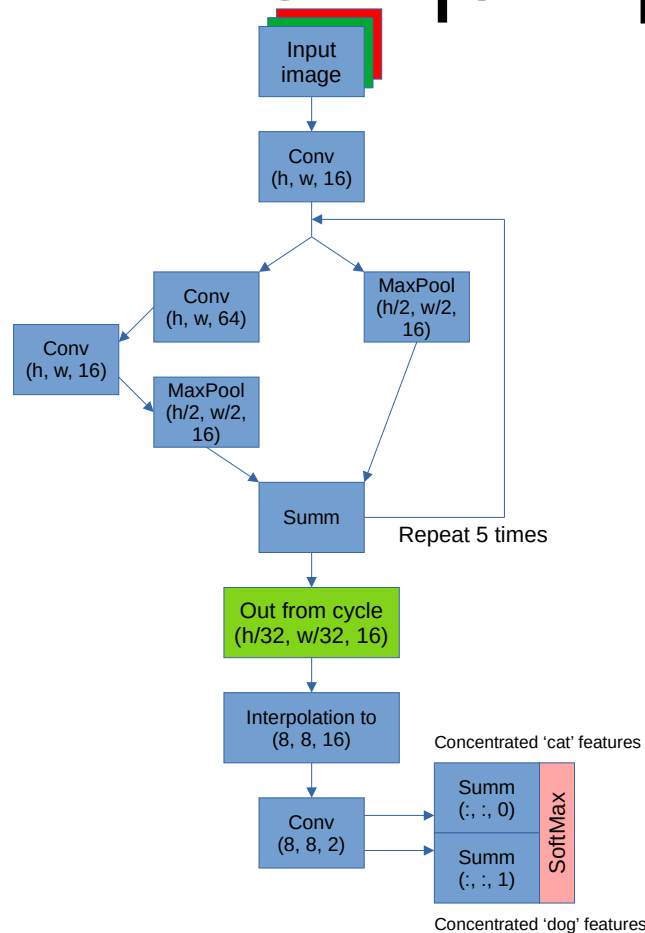 Input
image
Conv
(h, w, 16)
Conv
(h, w, 64)
MaxPool
(h/2, w/2,
16)
Conv
(h, w, 16)
MaxPool
(h/2, w/2,
16)
Summ
Repeat 5 times
Out from cycle
(h/32, w/32, 16)
Interpolation to
(8, 8, 16)
Concentrated ‘cat’ features
Conv
(8, 8, 2)
Summ
(:, :, 0)
SoftMax
Summ
(:, :, 1)
Concentrated ‘dog’ features